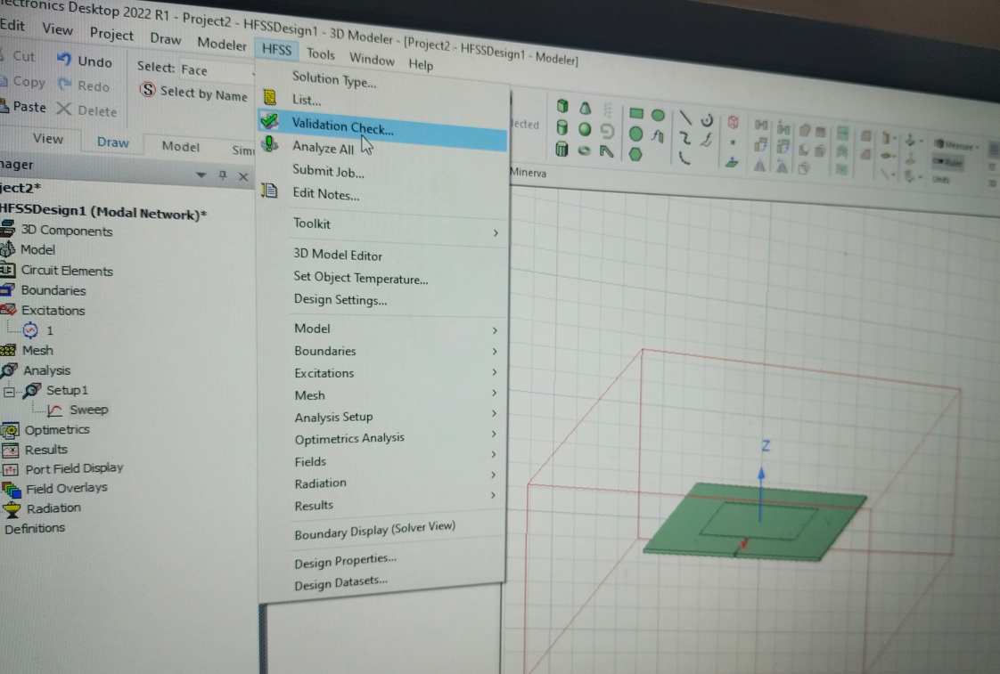 ectronics Desktop 2022 R1 - Project2 - HFSSDesign1 - 3D Modeler - [Project2 - HFSSDesign1 - Modeler]
Edit View Project Draw Modeler HFSS Tools Window Help
Cut
Copy
Paste
Undo
Redo
Delete
Select: Face
Select by Name
View Draw Model Simu
lected
Measure
Ruler
Units
Minerva
Solution Type...
List...
Validation Check...
Analyze All
Submit Job...
Edit Notes...
Toolkit
3D Model Editor
Set Object Temperature...
Design Settings...
Model
Boundaries
Excitations
Mesh
Analysis Setup
Optimetrics Analysis
Fields
Radiation
Results
Boundary Display (Solver View)
Design Properties...
Design Datasets...
nager
ject2*
HFSSDesign1 (Modal Network)*
3D Components
Model
Circuit Elements
Boundaries
Excitations
1
Mesh
Analysis
Setup1
Sweep
Optimetrics
Results
Port Field Display
Field Overlays
Radiation
Definitions
Z